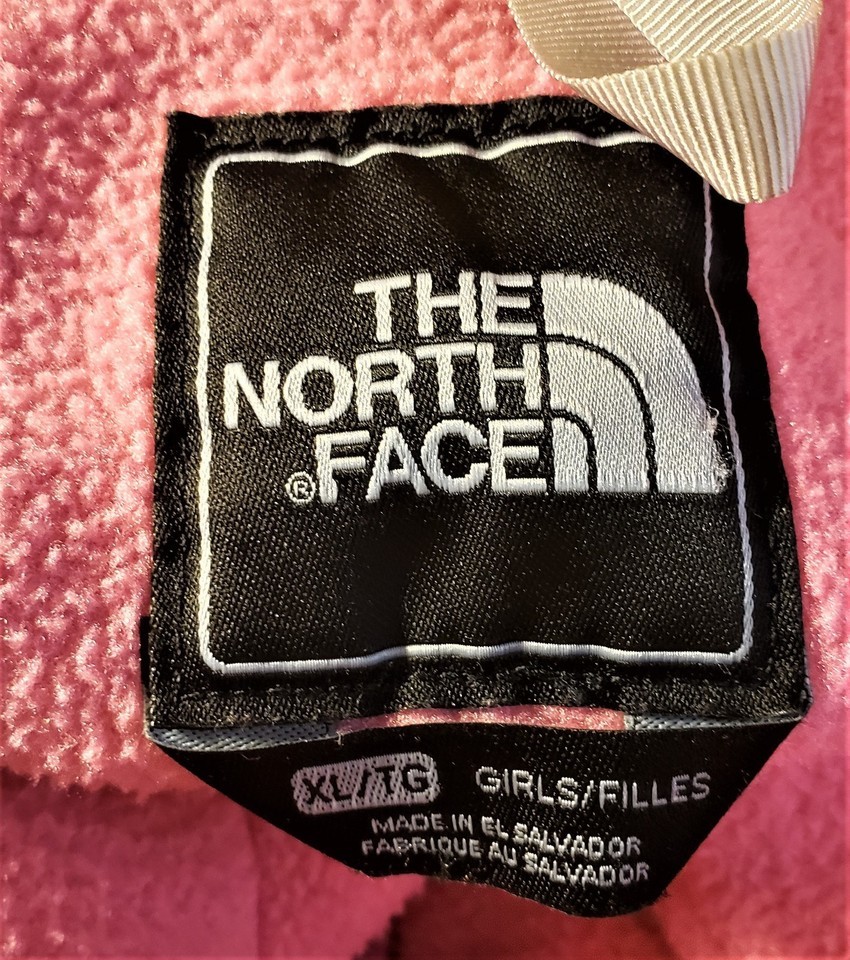 THE
NORTH
®FACE
XL/TG GIRLS/FILLES
MADE IN EL SALVADOR
FABRIQUE AU SALVADOR